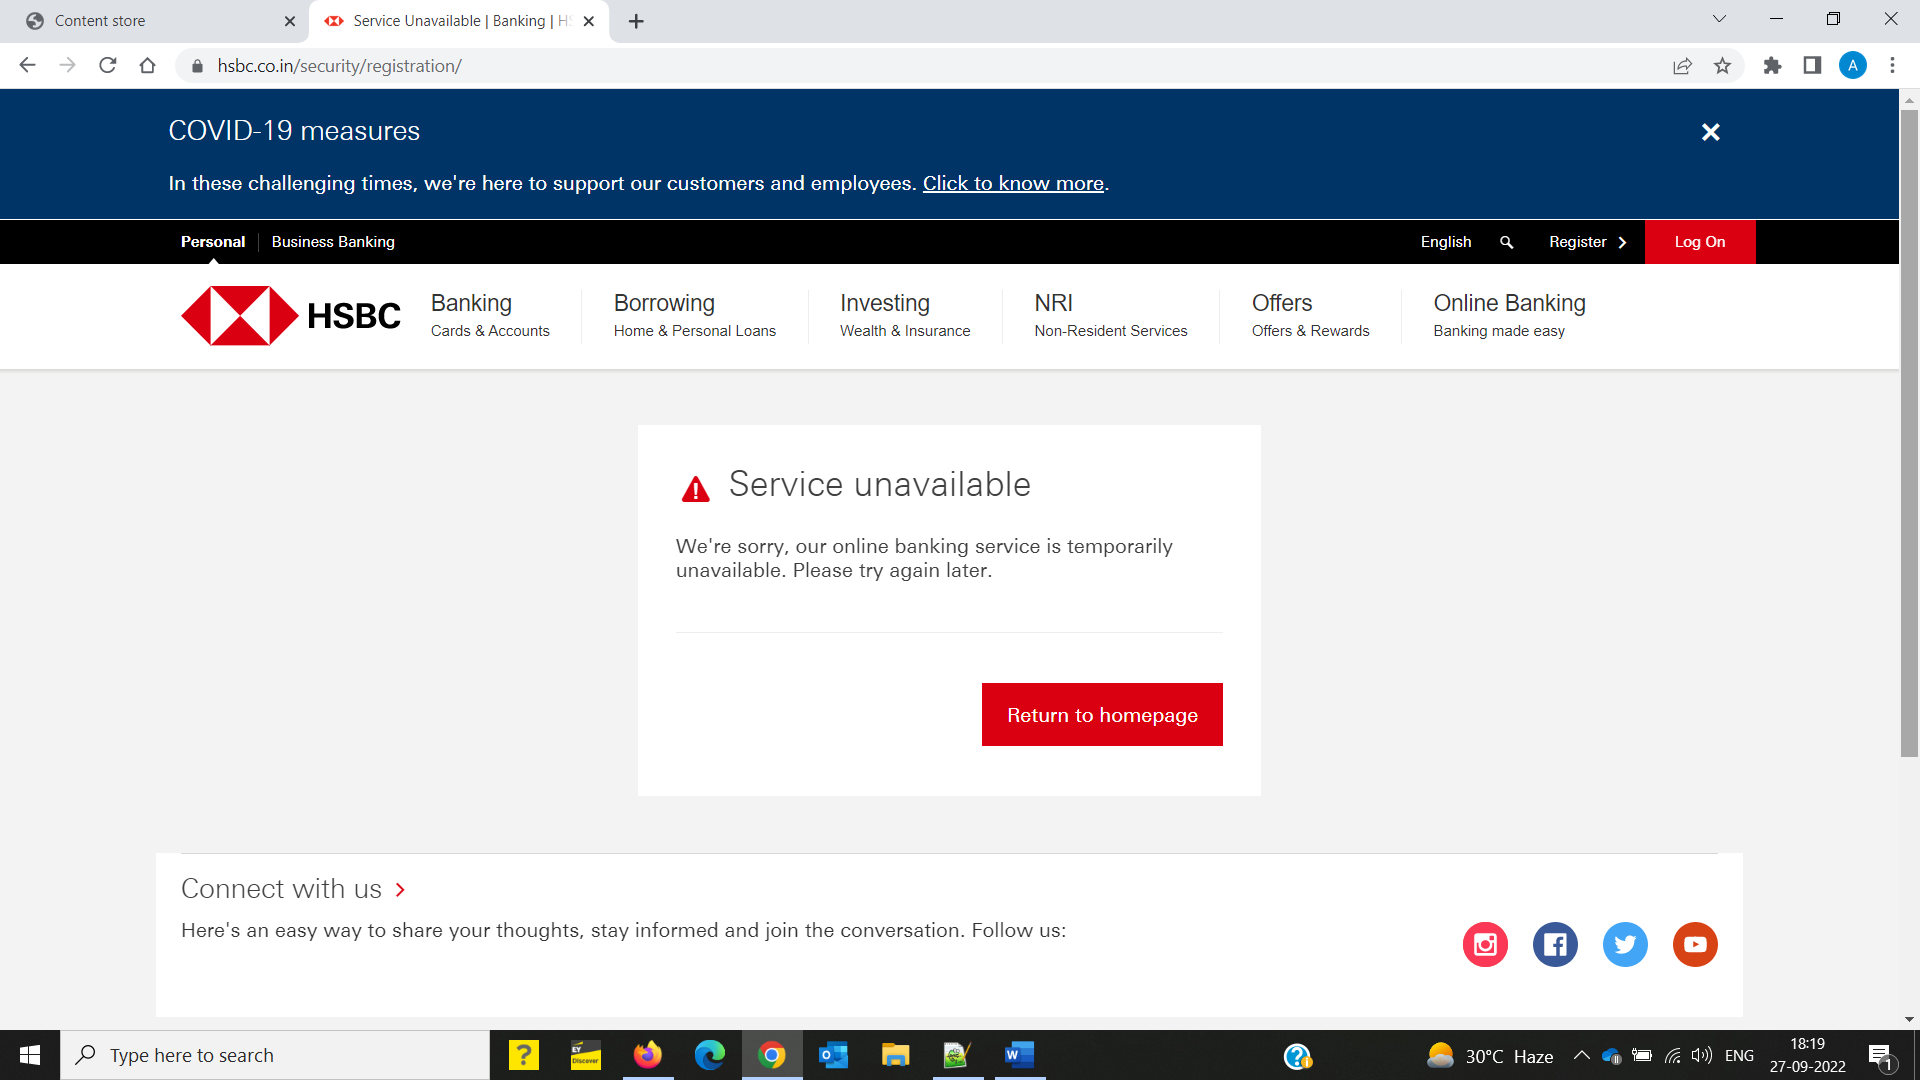 Content store
Service Unavailable | Banking | HS
hsbc.co.in/security/registration/
A
COVID-19 measures
In these challenging times, we're here to support our customers and employees. Click to know more.
Personal Business Banking English Register Log On
HSBC
Banking Borrowing Investing NRI Offers Online Banking
Cards & Accounts Home & Personal Loans Wealth & Insurance Non-Resident Services Offers & Rewards Banking made easy
Service unavailable
We're sorry, our online banking service is temporarily
unavailable. Please try again later.
Return to homepage
Connect with us
Here's an easy way to share your thoughts, stay informed and join the conversation. Follow us:
Type here to search
EY
Discover
30°C Haze
ENG
18:19
27-09-2022
1